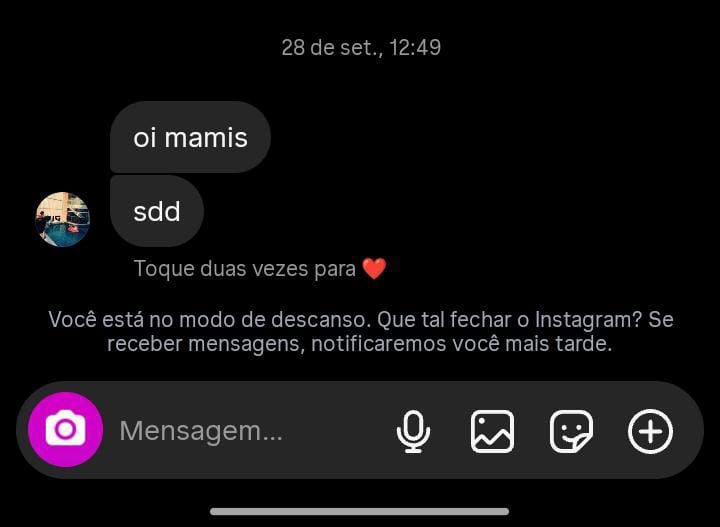 28 de set., 12:49
oi mamis
sdd
Toque duas vezes para ❤️
Você está no modo de descanso. Que tal fechar o Instagram? Se
receber mensagens, notificaremos você mais tarde.
Mensagem...